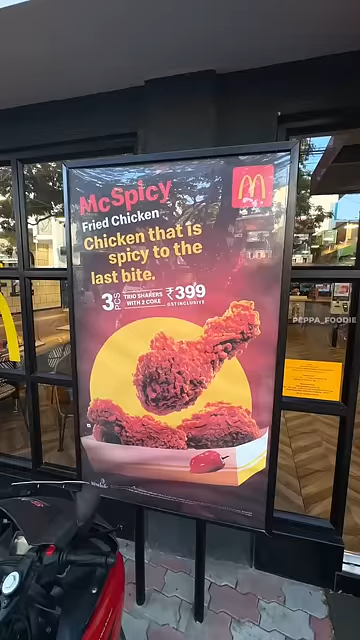 McSpicy
Fried Chicken
Chicken that is
spicy to the
last bite.
3 PCS
TRIO SHARERS
WITH 2 COKE
₹399
GST INCLUSIVE
PEPPA_FOODIE